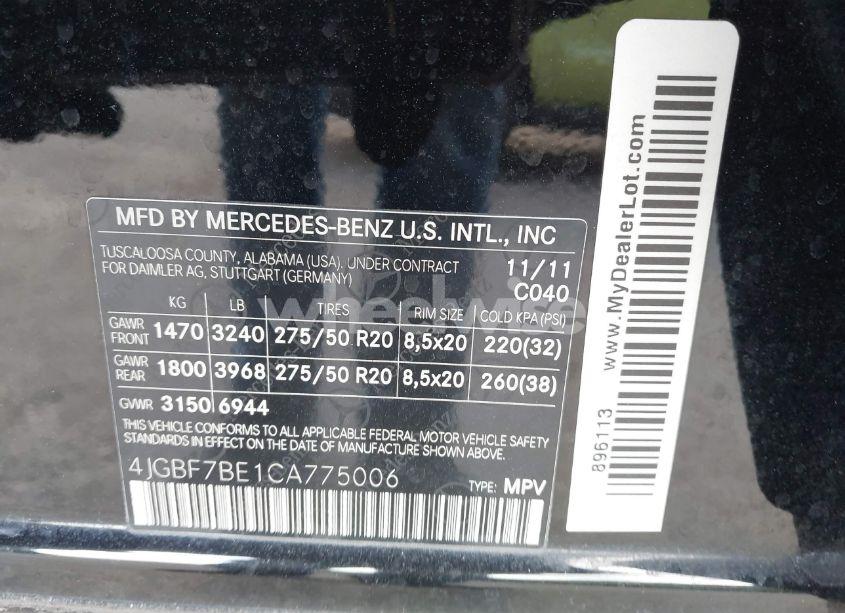 MFD BY MERCEDES-BENZ U.S. INTL., INC
TUSCALOOSA COUNTY, ALABAMA (USA). UNDER CONTRACT
FOR DAIMLER AG, STUTTGART (GERMANY)
11/11
C040
KG LB TIRES RIM SIZE COLD KPA (PSI)
GAWR FRONT 1470 3240 275/50 R20 8,5x20 220(32)
GAWR REAR 1800 3968 275/50 R20 8,5x20 260(38)
GVWR 3150 6944
THIS VEHICLE CONFORMS TO ALL APPLICABLE FEDERAL MOTOR VEHICLE SAFETY
STANDARDS IN EFFECT ON THE DATE OF MANUFACTURE SHOWN ABOVE.
4JGBF7BE1CA775006 TYPE: MPV
www.MyDealerLot.com
896113
wheelwise